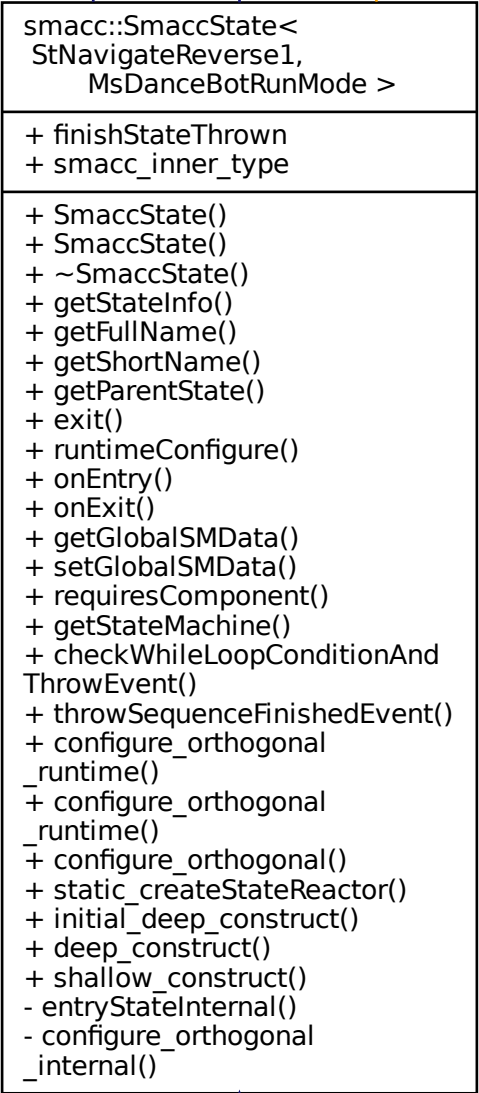 smacc::SmaccState<
StNavigateReverse1,
MsDanceBotRunMode >
+ finishStateThrown
+ smacc_inner_type
+ SmaccState()
+ SmaccState()
+ ~SmaccState()
+ getStateInfo()
+ getFullName()
+ getShortName()
+ getParentState()
+ exit()
+ runtimeConfigure()
+ onEntry()
+ onExit()
+ getGlobalSMData()
+ setGlobalSMData()
+ requiresComponent()
+ getStateMachine()
+ checkWhileLoopConditionAnd
ThrowEvent()
+ throwSequenceFinishedEvent()
+ configure_orthogonal
_runtime()
+ configure_orthogonal
_runtime()
+ configure_orthogonal()
+ static_createStateReactor()
+ initial_deep_construct()
+ deep_construct()
+ shallow_construct()
- entryStateInternal()
- configure_orthogonal
_internal()